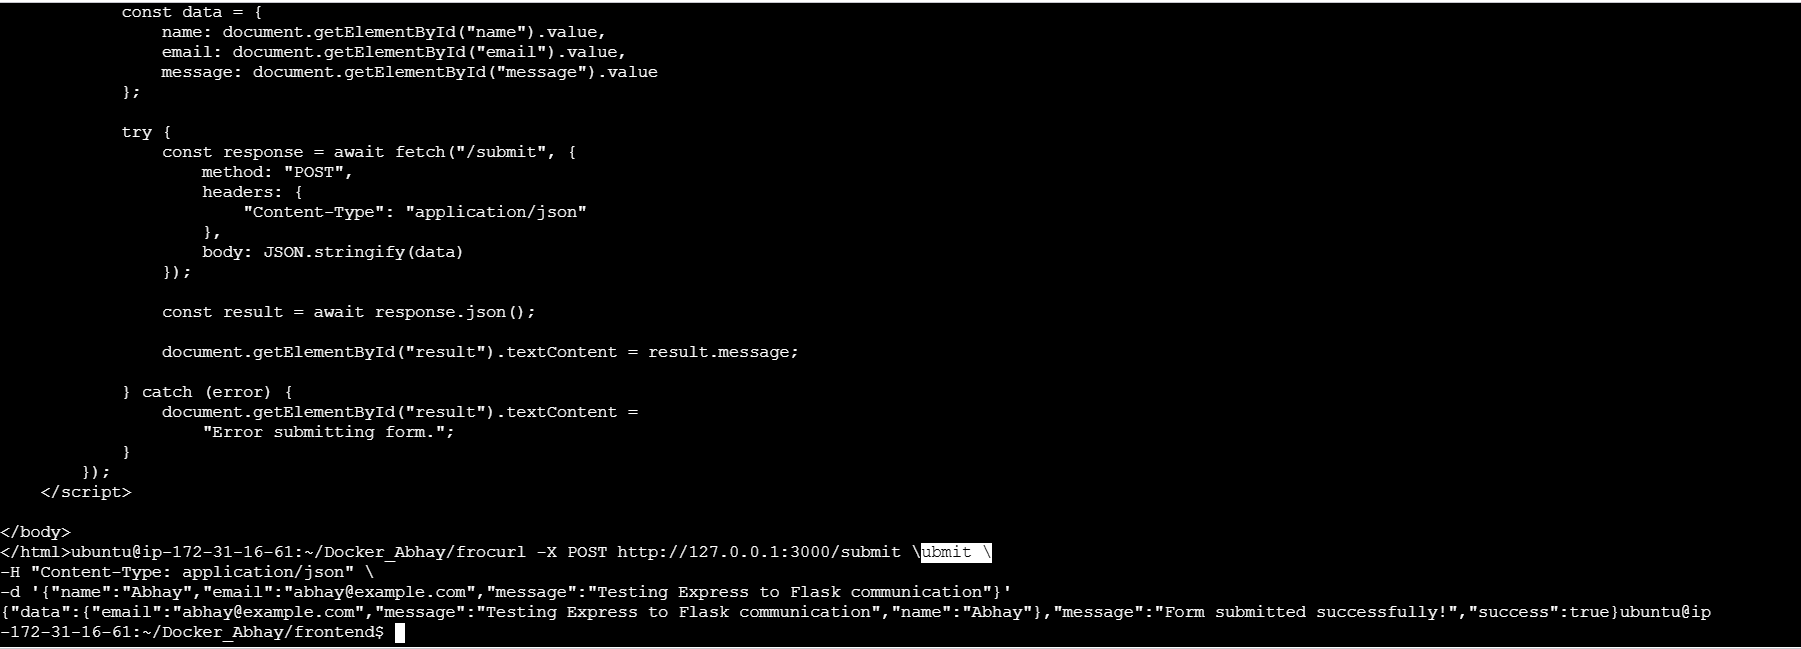 const data = {
name: document.getElementById("name").value,
email: document.getElementById("email").value,
message: document.getElementById("message").value
};
try {
const response = await fetch("/submit", {
method: "POST",
headers: {
"Content-Type": "application/json"
},
body: JSON.stringify(data)
});
const result = await response.json();
document.getElementById("result").textContent = result.message;
} catch (error) {
document.getElementById("result").textContent =
"Error submitting form.";
}
});
</script>
</body>
</html>ubuntu@ip-172-31-16-61:~/Docker_Abhay/frocurl -X POST http://127.0.0.1:3000/submit \ubmit \
-H "Content-Type: application/json" \
-d '{"name":"Abhay","email":"abhay@example.com","message":"Testing Express to Flask communication"}'
{"data":{"email":"abhay@example.com","message":"Testing Express to Flask communication","name":"Abhay"},"message":"Form submitted successfully!","success":true}ubuntu@ip
-172-31-16-61:~/Docker_Abhay/frontend$